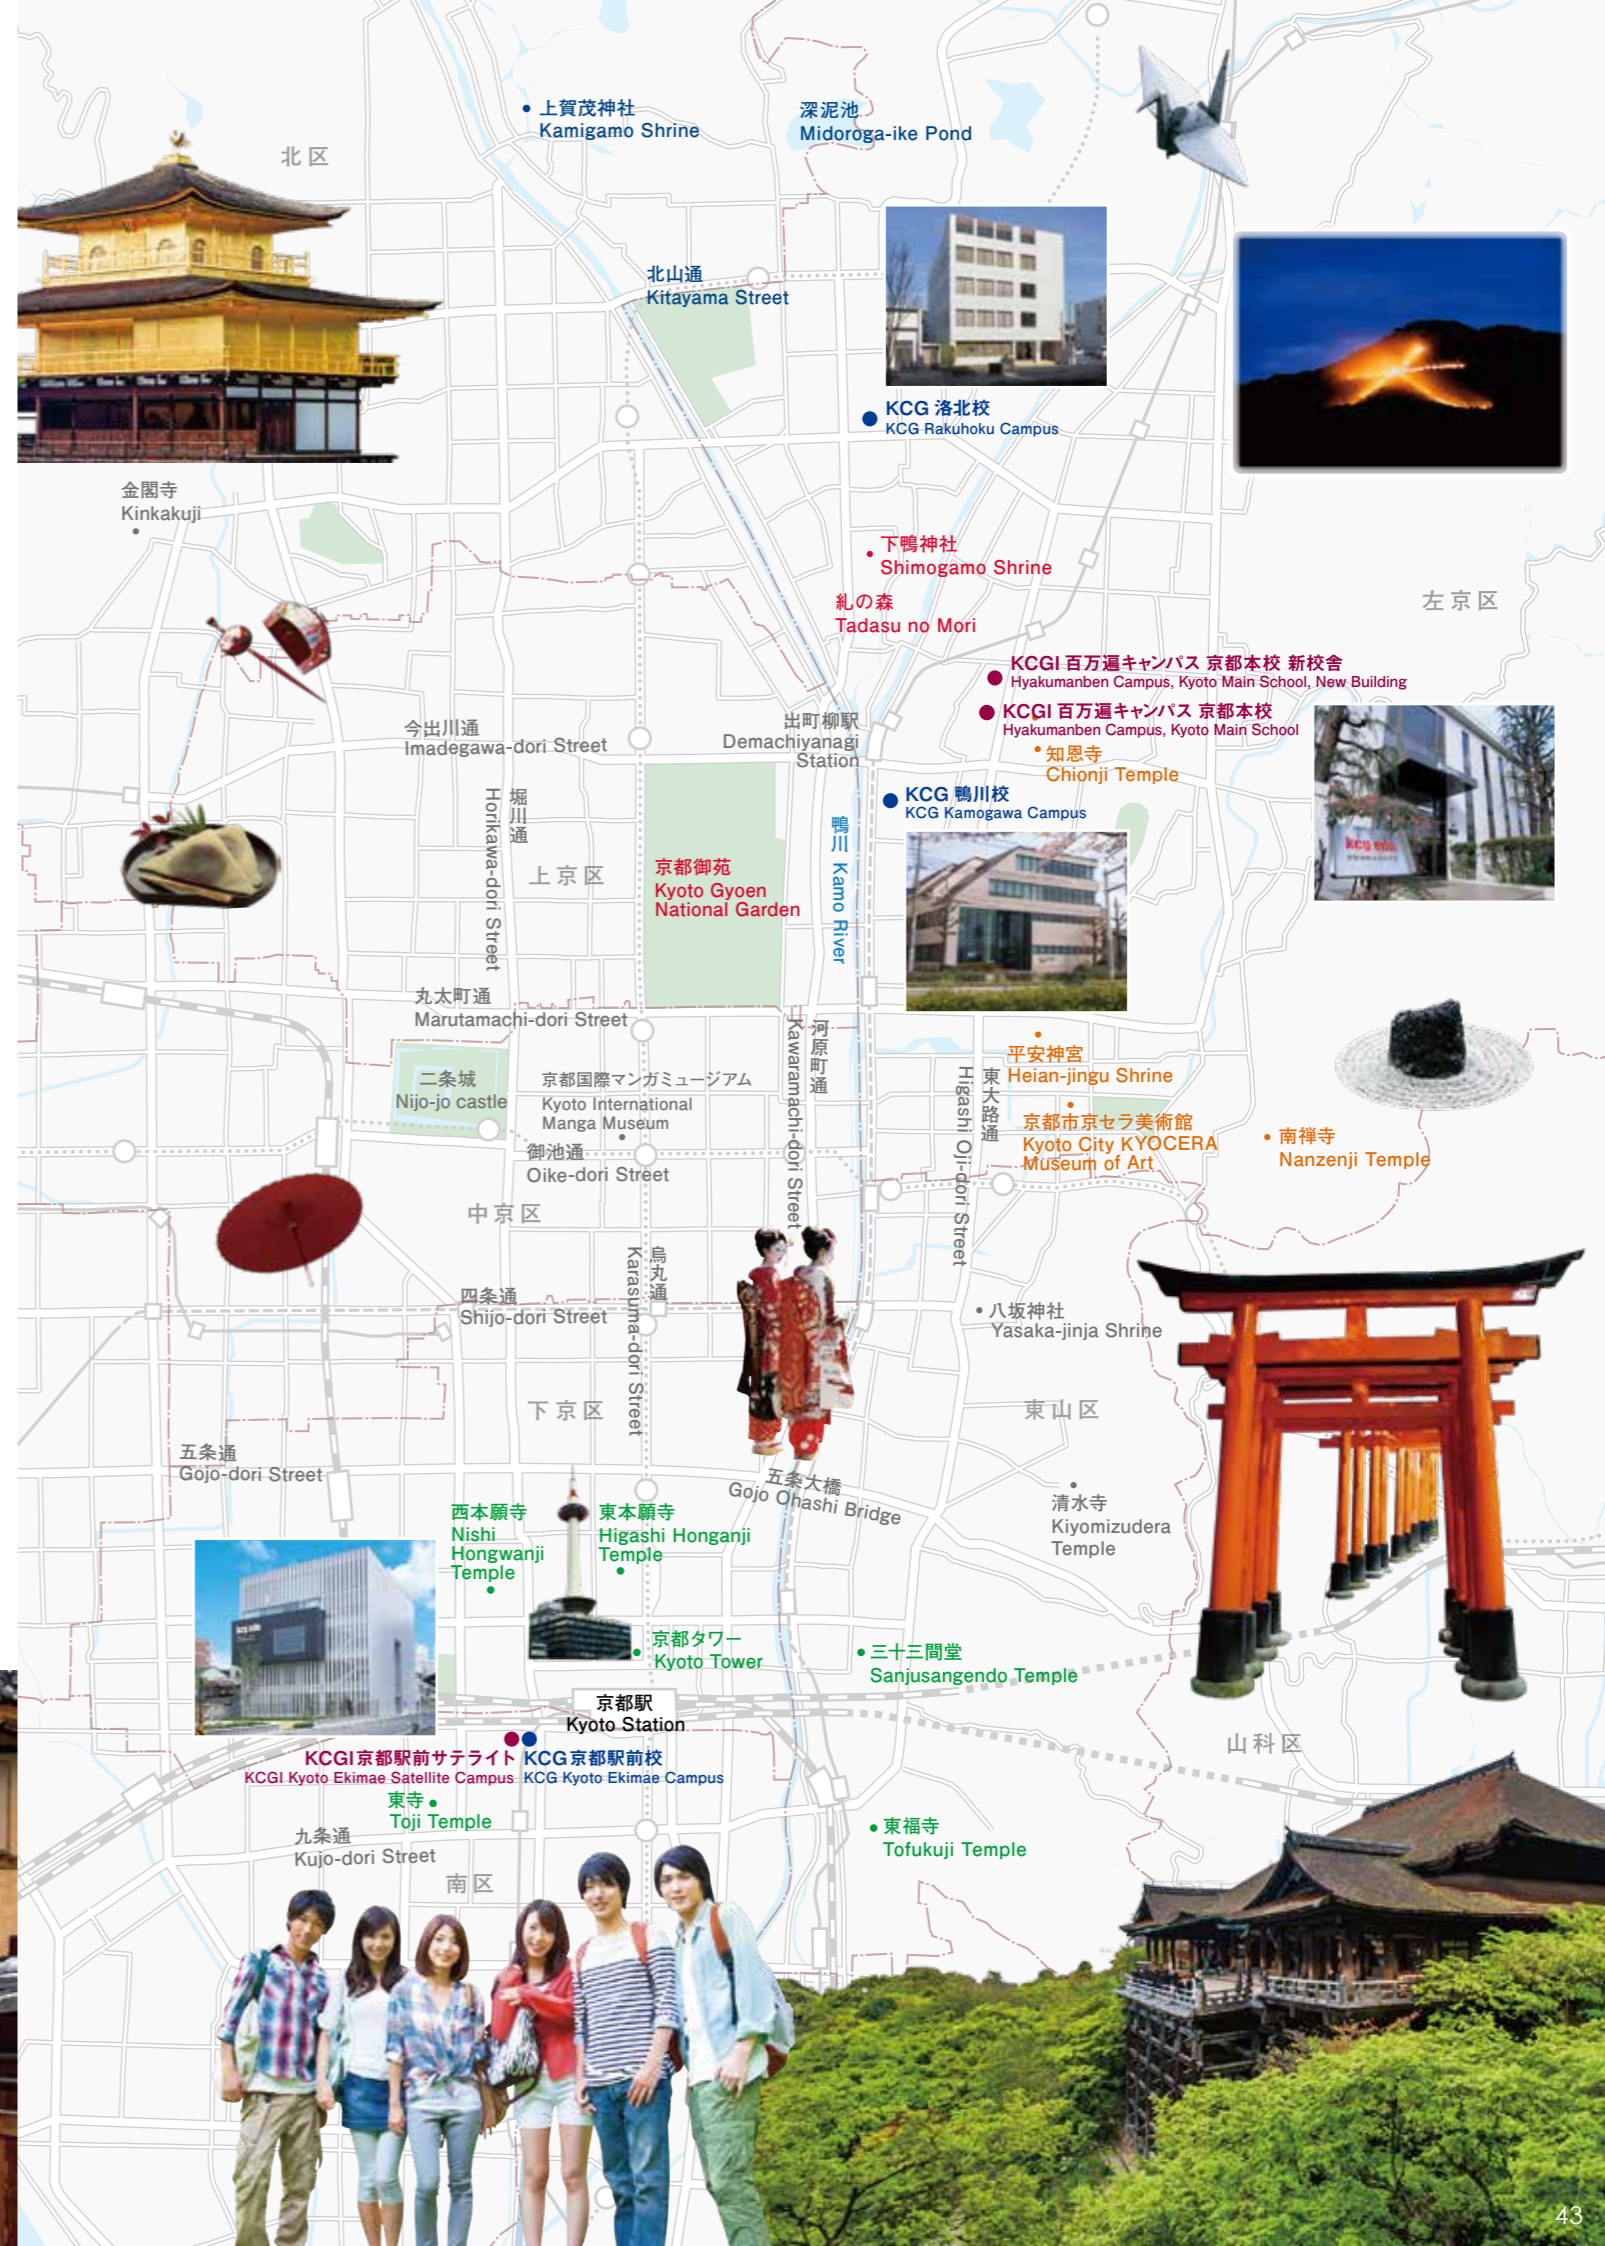 上賀茂神社
Kamigamo Shrine
深泥池
Midoroga-ike Pond
北区
北山通
Kitayama Street
KCG 洛北校
KCG Rakuhoku Campus
金閣寺
Kinkakuji
下鴨神社
Shimogamo Shrine
糺の森
Tadasu no Mori
左京区
KCGI 百万遍キャンパス 京都本校 新校舎
Hyakumanben Campus, Kyoto Main School, New Building
KCGI 百万遍キャンパス 京都本校
Hyakumanben Campus, Kyoto Main School
今出川通
Imadegawa-dori Street
出町柳駅
Demachiyanagi
Station
知恩寺
Chionji Temple
KCG 鴨川校
KCG Kamogawa Campus
堀川通
Horikawa-dori Street
上京区
京都御苑
Kyoto Gyoen
National Garden
鴨川 Kamo River
kcg edu
丸太町通
Marutamachi-dori Street
河原町通
Kawaramachi-dori Street
二条城
Nijo-jo castle
京都国際マンガミュージアム
Kyoto International
Manga Museum
東大路通
Higashi Oji-dori Street
平安神宮
Heian-jingu Shrine
京都市京セラ美術館
Kyoto City KYOCERA
Museum of Art
南禅寺
Nanzenji Temple
御池通
Oike-dori Street
中京区
烏丸通
Karasuma-dori Street
四条通
Shijo-dori Street
八坂神社
Yasaka-jinja Shrine
下京区
東山区
五条通
Gojo-dori Street
五条大橋
Gojo Ohashi Bridge
清水寺
Kiyomizudera
Temple
西本願寺
Nishi
Hongwanji
Temple
東本願寺
Higashi Honganji
Temple
kcg edu
京都タワー
Kyoto Tower
三十三間堂
Sanjusangendo Temple
京都駅
Kyoto Station
山科区
KCGI京都駅前サテライト
KCGI Kyoto Ekimae Satellite Campus
KCG京都駅前校
KCG Kyoto Ekimae Campus
東寺
Toji Temple
九条通
Kujo-dori Street
東福寺
Tofukuji Temple
南区
43